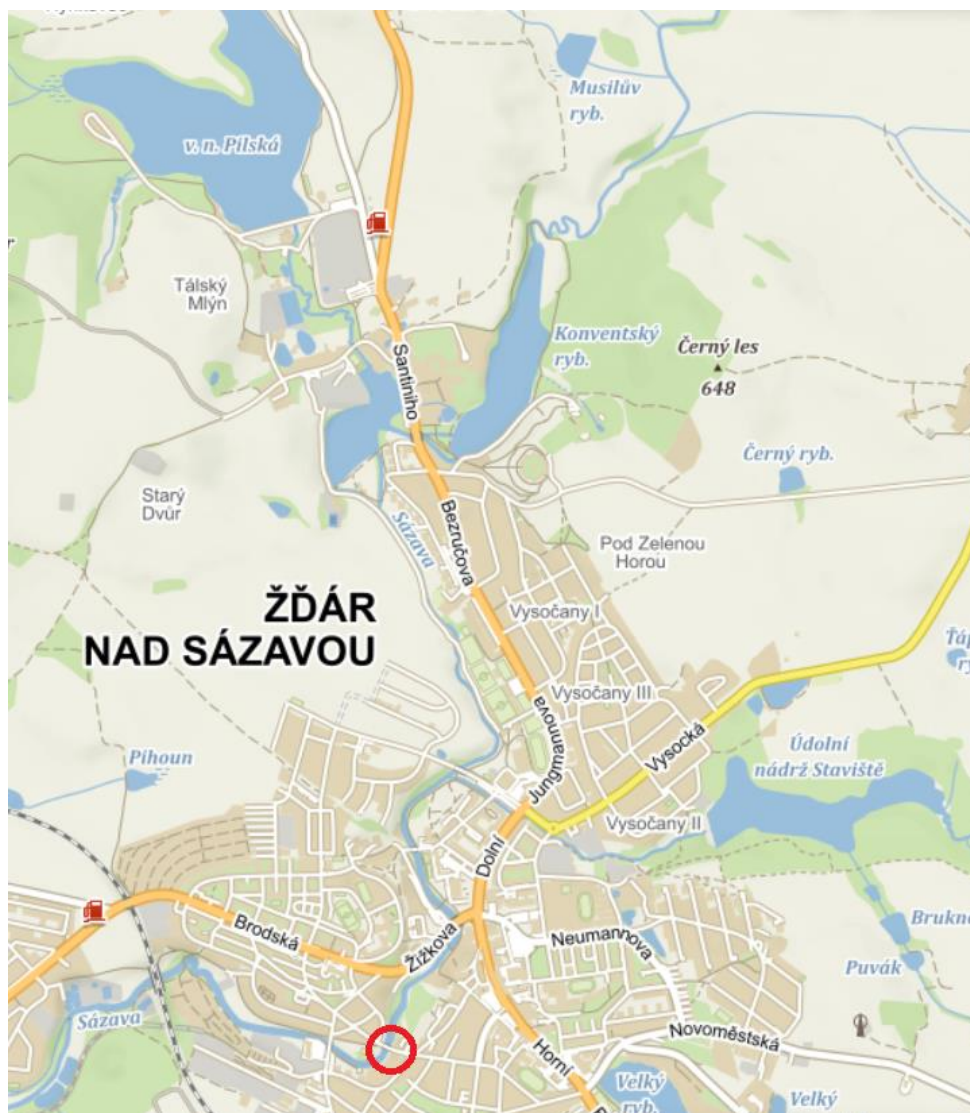 Musilův
ryb.
v. n. Pilská
Tálský
Mlýn
Konventský
ryb.
Černý les
648
Santiniho
Černý ryb.
Starý
Dvůr
Sázava
Bezručova
Pod Zelenou
Horou
ŽĎÁR
NAD SÁZAVOU
Vysočany I
Vysočany III
Jungmannova
Vysocká
Pihoun
Údolní
nádrž Staviště
Vysočany II
Dolní
Brodská
Žižkova
Neumannova
Puvák
Sázava
Novoměstská
Horní
Velký
ryb.
Velký